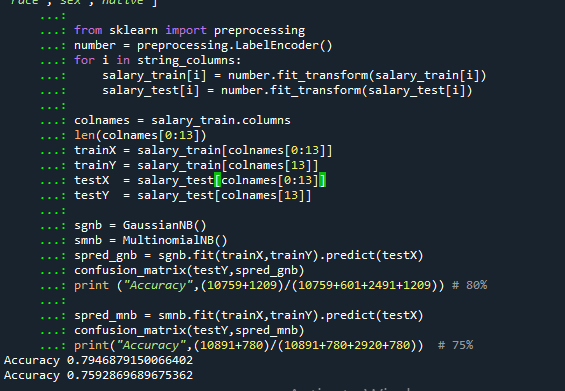 race","sex","native"]
...:
...: from sklearn import preprocessing
...: number = preprocessing.LabelEncoder()
...: for i in string_columns:
...:     salary_train[i] = number.fit_transform(salary_train[i])
...:     salary_test[i] = number.fit_transform(salary_test[i])
...:
...: colnames = salary_train.columns
...: len(colnames[0:13])
...: trainX = salary_train[colnames[0:13]]
...: trainY = salary_train[colnames[13]]
...: testX  = salary_test[colnames[0:13]]
...: testY  = salary_test[colnames[13]]
...:
...: sgnb = GaussianNB()
...: smnb = MultinomialNB()
...: spred_gnb = sgnb.fit(trainX,trainY).predict(testX)
...: confusion_matrix(testY,spred_gnb)
...: print ("Accuracy",(10759+1209)/(10759+601+2491+1209)) # 80%
...:
...: spred_mnb = smnb.fit(trainX,trainY).predict(testX)
...: confusion_matrix(testY,spred_mnb)
...: print("Accuracy",(10891+780)/(10891+780+2920+780))  # 75%
Accuracy 0.7946879150066402
Accuracy 0.7592869689675362